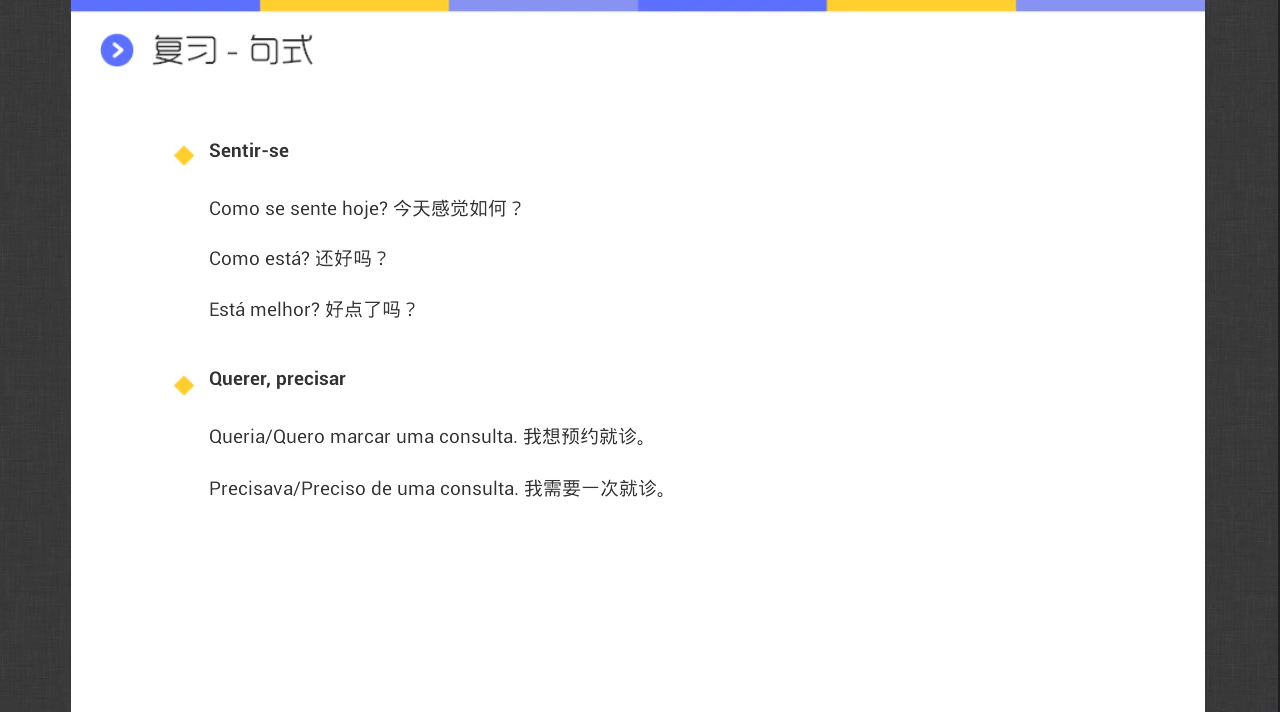 复习 - 句式
Sentir-se
Como se sente hoje? 今天感觉如何？
Como está? 还好吗？
Está melhor? 好点了吗？
Querer, precisar
Queria/Quero marcar uma consulta. 我想预约就诊。
Precisava/Preciso de uma consulta. 我需要一次就诊。